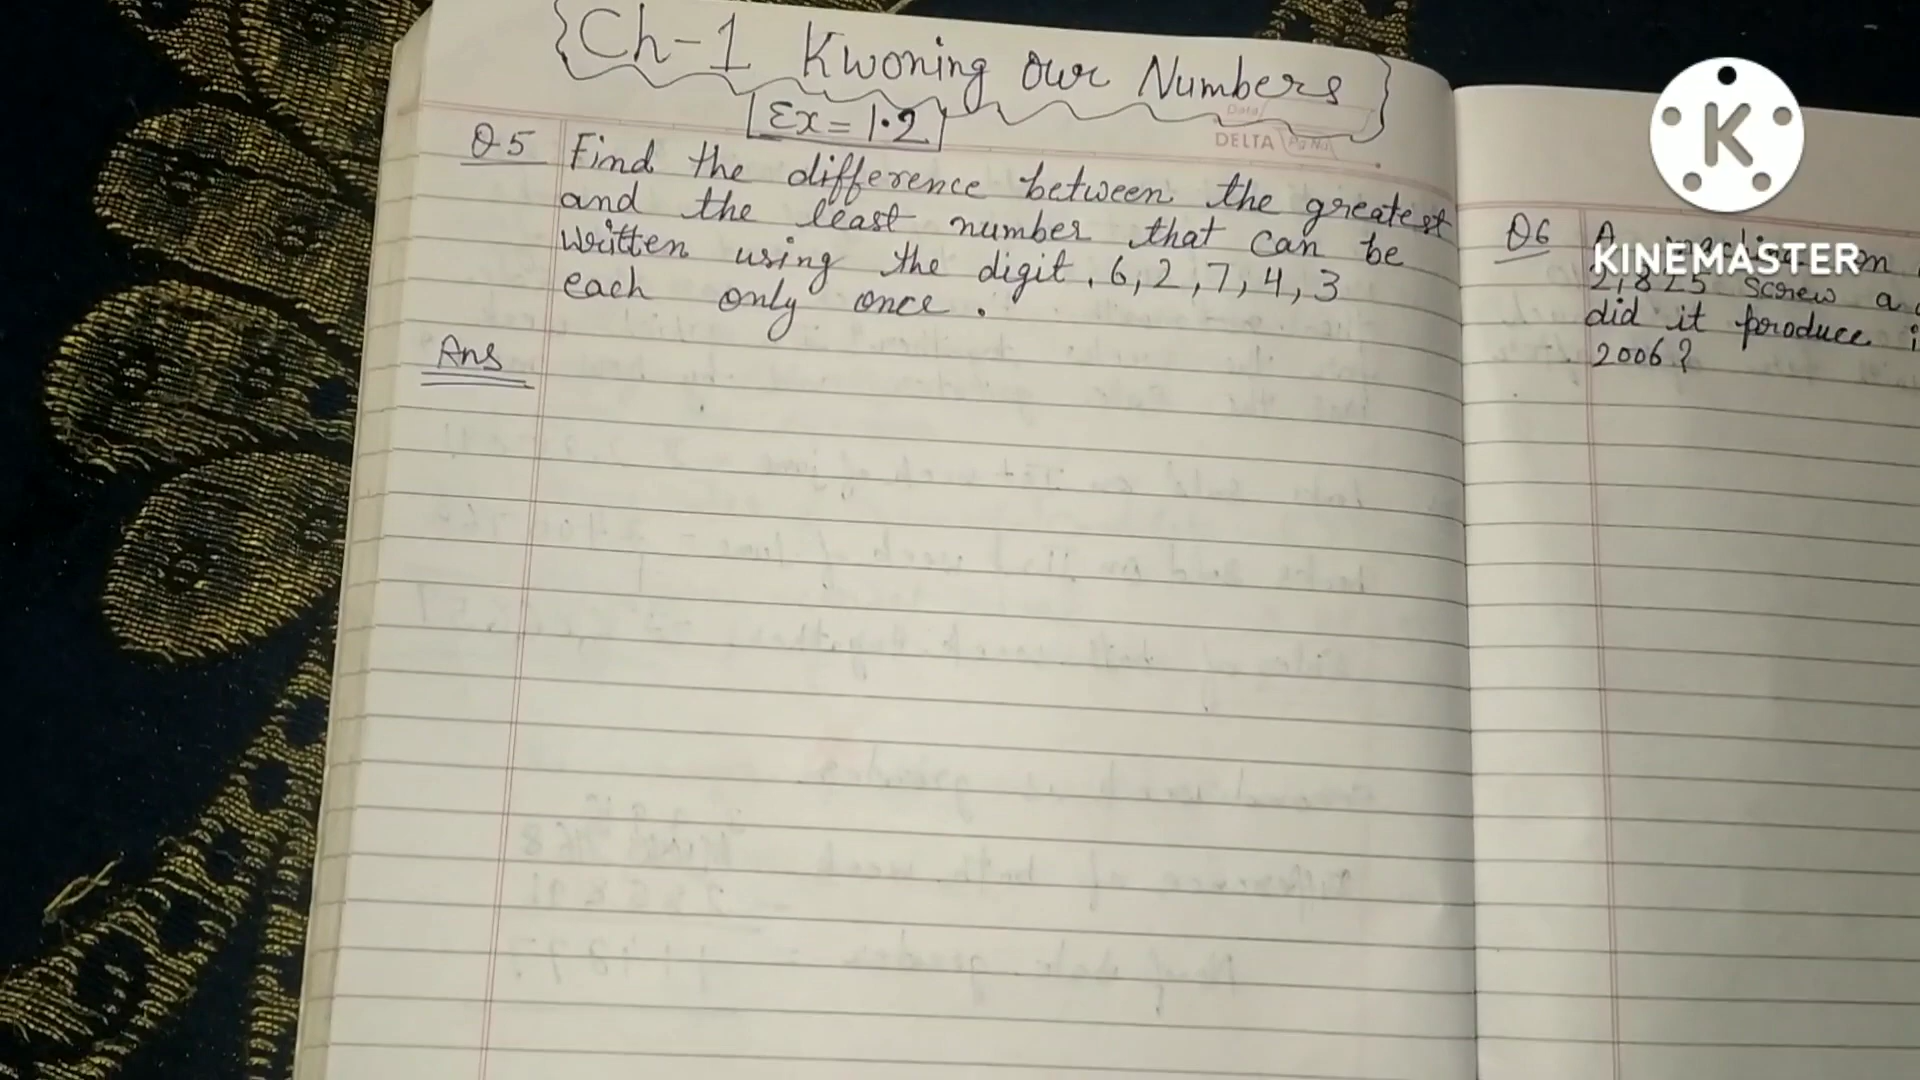 Ch-1 Kwoning Our Numbers
Ex = 1.2
DELTA
Q5 Find the difference between the greatest
and the least number that can be
written using the digit, 6, 2, 7, 4, 3
each only once.
Ans
K
KINEMASTER
Q6 A
2,825 screw a
did it produce
2006?